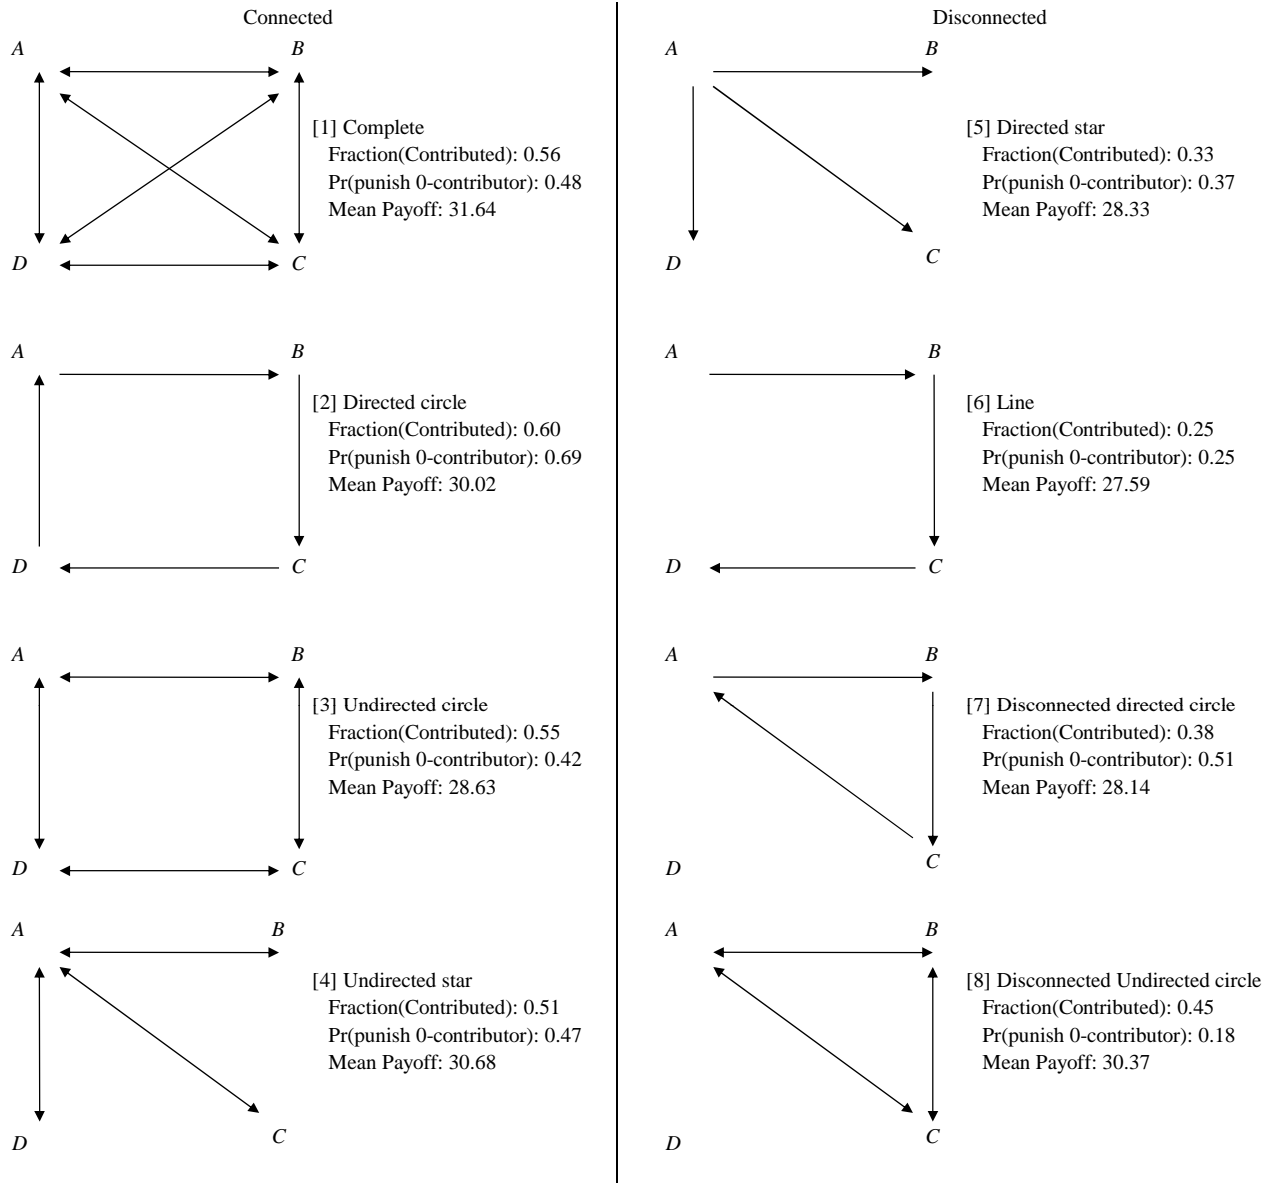 Connected
A
B
[1] Complete
Fraction(Contributed): 0.56
Pr(punish 0-contributor): 0.48
Mean Payoff: 31.64
D
C
A
B
[2] Directed circle
Fraction(Contributed): 0.60
Pr(punish 0-contributor): 0.69
Mean Payoff: 30.02
D
C
A
B
[3] Undirected circle
Fraction(Contributed): 0.55
Pr(punish 0-contributor): 0.42
Mean Payoff: 28.63
D
C
A
B
[4] Undirected star
Fraction(Contributed): 0.51
Pr(punish 0-contributor): 0.47
Mean Payoff: 30.68
D
C
Disconnected
A
B
[5] Directed star
Fraction(Contributed): 0.33
Pr(punish 0-contributor): 0.37
Mean Payoff: 28.33
C
D
A
B
[6] Line
Fraction(Contributed): 0.25
Pr(punish 0-contributor): 0.25
Mean Payoff: 27.59
D
C
A
B
[7] Disconnected directed circle
Fraction(Contributed): 0.38
Pr(punish 0-contributor): 0.51
Mean Payoff: 28.14
C
D
A
B
[8] Disconnected Undirected circle
Fraction(Contributed): 0.45
Pr(punish 0-contributor): 0.18
Mean Payoff: 30.37
C
D